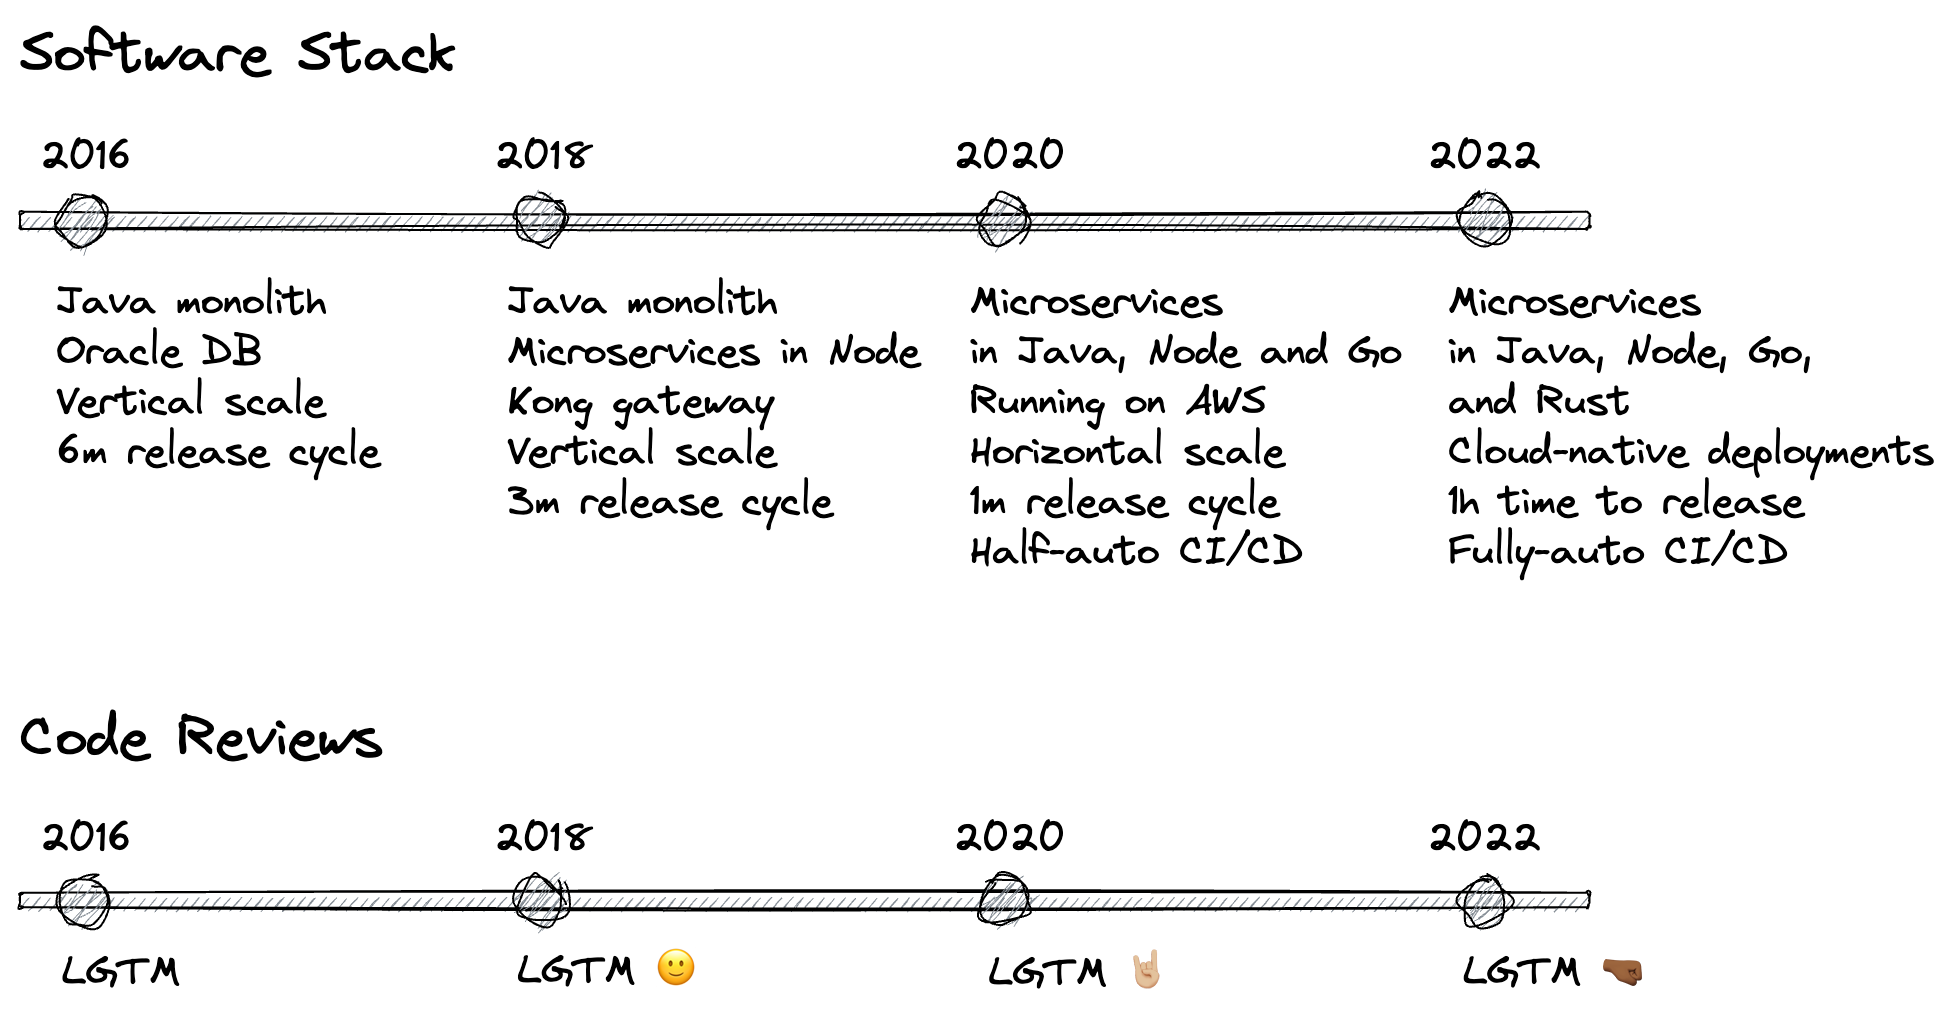 Software Stack
2016
2018
2020
2022
Java monolith
Oracle DB
Vertical scale
6m release cycle
Java monolith
Microservices in Node
Kong gateway
Vertical scale
3m release cycle
Microservices
in Java, Node and Go
Running on AWS
Horizontal scale
1m release cycle
Half-auto CI/CD
Microservices
in Java, Node, Go,
and Rust
Cloud-native deployments
1h time to release
Fully-auto CI/CD
Code Reviews
2016
2018
2020
2022
LGTM
LGTM 🙂
LGTM 🤘🏼
LGTM 🤜🏾